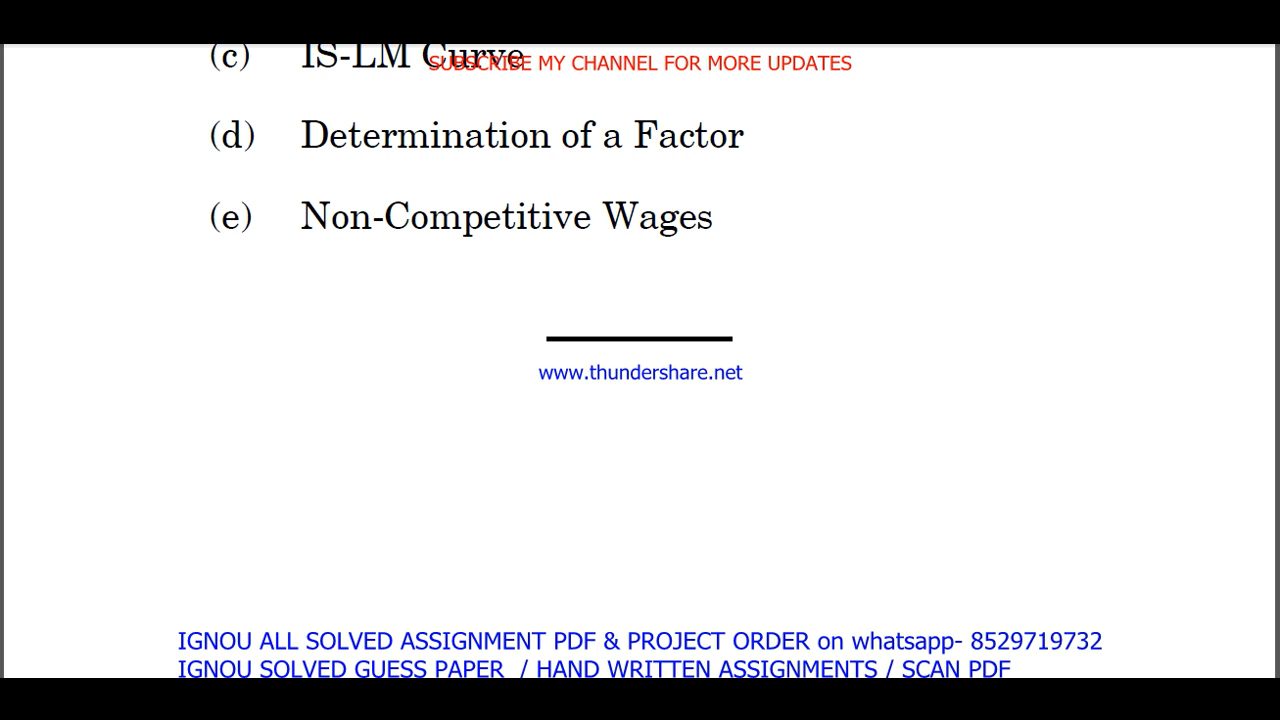 (c) IS-LM Curve
SUBSCRIBE MY CHANNEL FOR MORE UPDATES
(d) Determination of a Factor
(e) Non-Competitive Wages
www.thundershare.net
IGNOU ALL SOLVED ASSIGNMENT PDF & PROJECT ORDER on whatsapp- 8529719732
IGNOU SOLVED GUESS PAPER / HAND WRITTEN ASSIGNMENTS / SCAN PDF